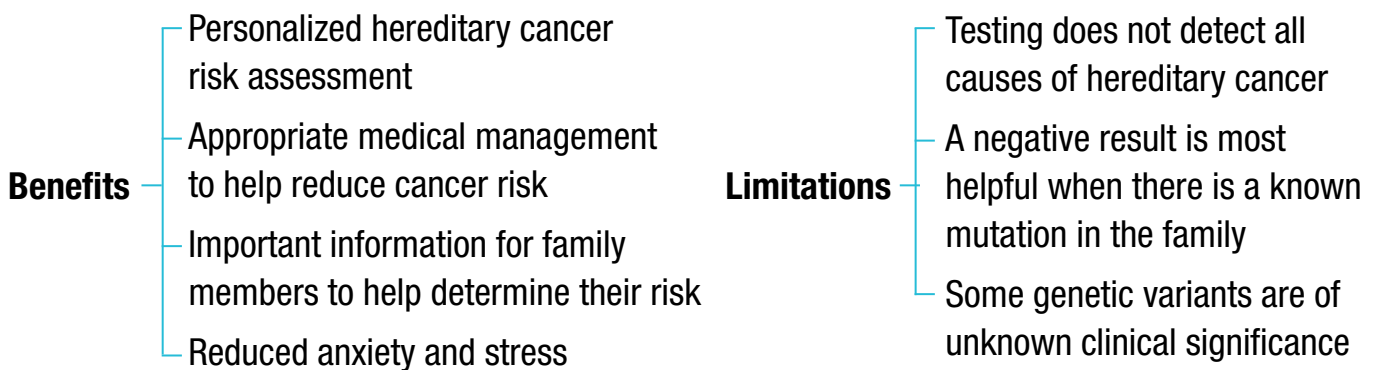 Benefits
Personalized hereditary cancer
risk assessment
Appropriate medical management
to help reduce cancer risk
Important information for family
members to help determine their risk
Reduced anxiety and stress
Limitations
Testing does not detect all
causes of hereditary cancer
A negative result is most
helpful when there is a known
mutation in the family
Some genetic variants are of
unknown clinical significance